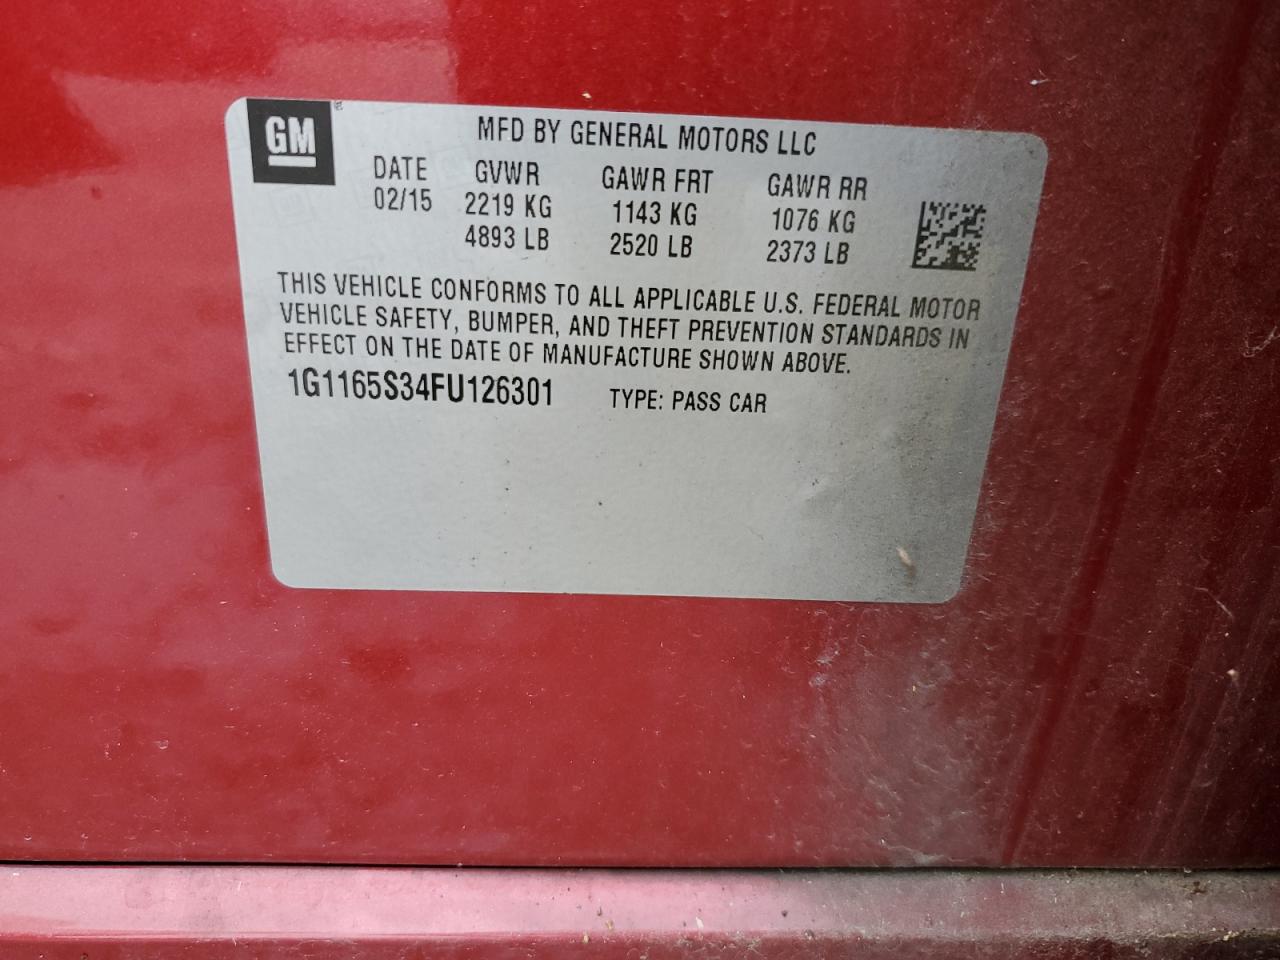 GM
MFD BY GENERAL MOTORS LLC
DATE GVWR GAWR FRT GAWR RR
02/15 2219 KG 1143 KG 1076 KG
4893 LB 2520 LB 2373 LB
THIS VEHICLE CONFORMS TO ALL APPLICABLE U.S. FEDERAL MOTOR
VEHICLE SAFETY, BUMPER, AND THEFT PREVENTION STANDARDS IN
EFFECT ON THE DATE OF MANUFACTURE SHOWN ABOVE.
1G1165S34FU126301 TYPE: PASS CAR